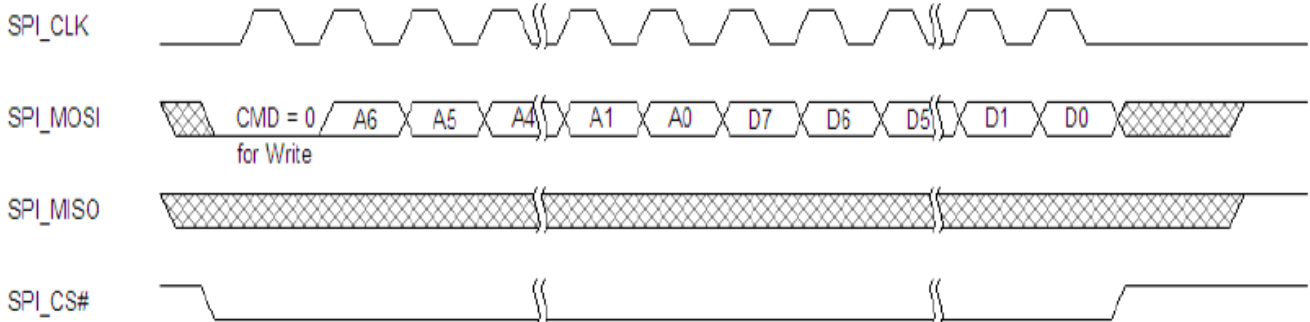 SPI_CLK
SPI_MOSI CMD = 0 A6 A5 A4 A1 A0 D7 D6 D5 D1 D0
for Write
SPI_MISO
SPI_CS#